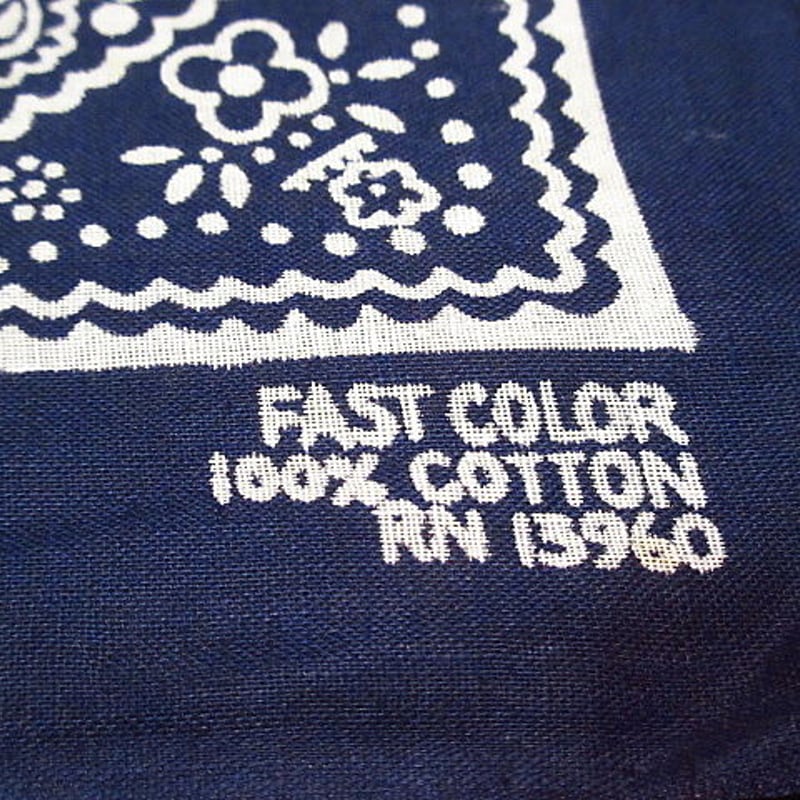 FAST COLOR
100% COTTON
RN 13960